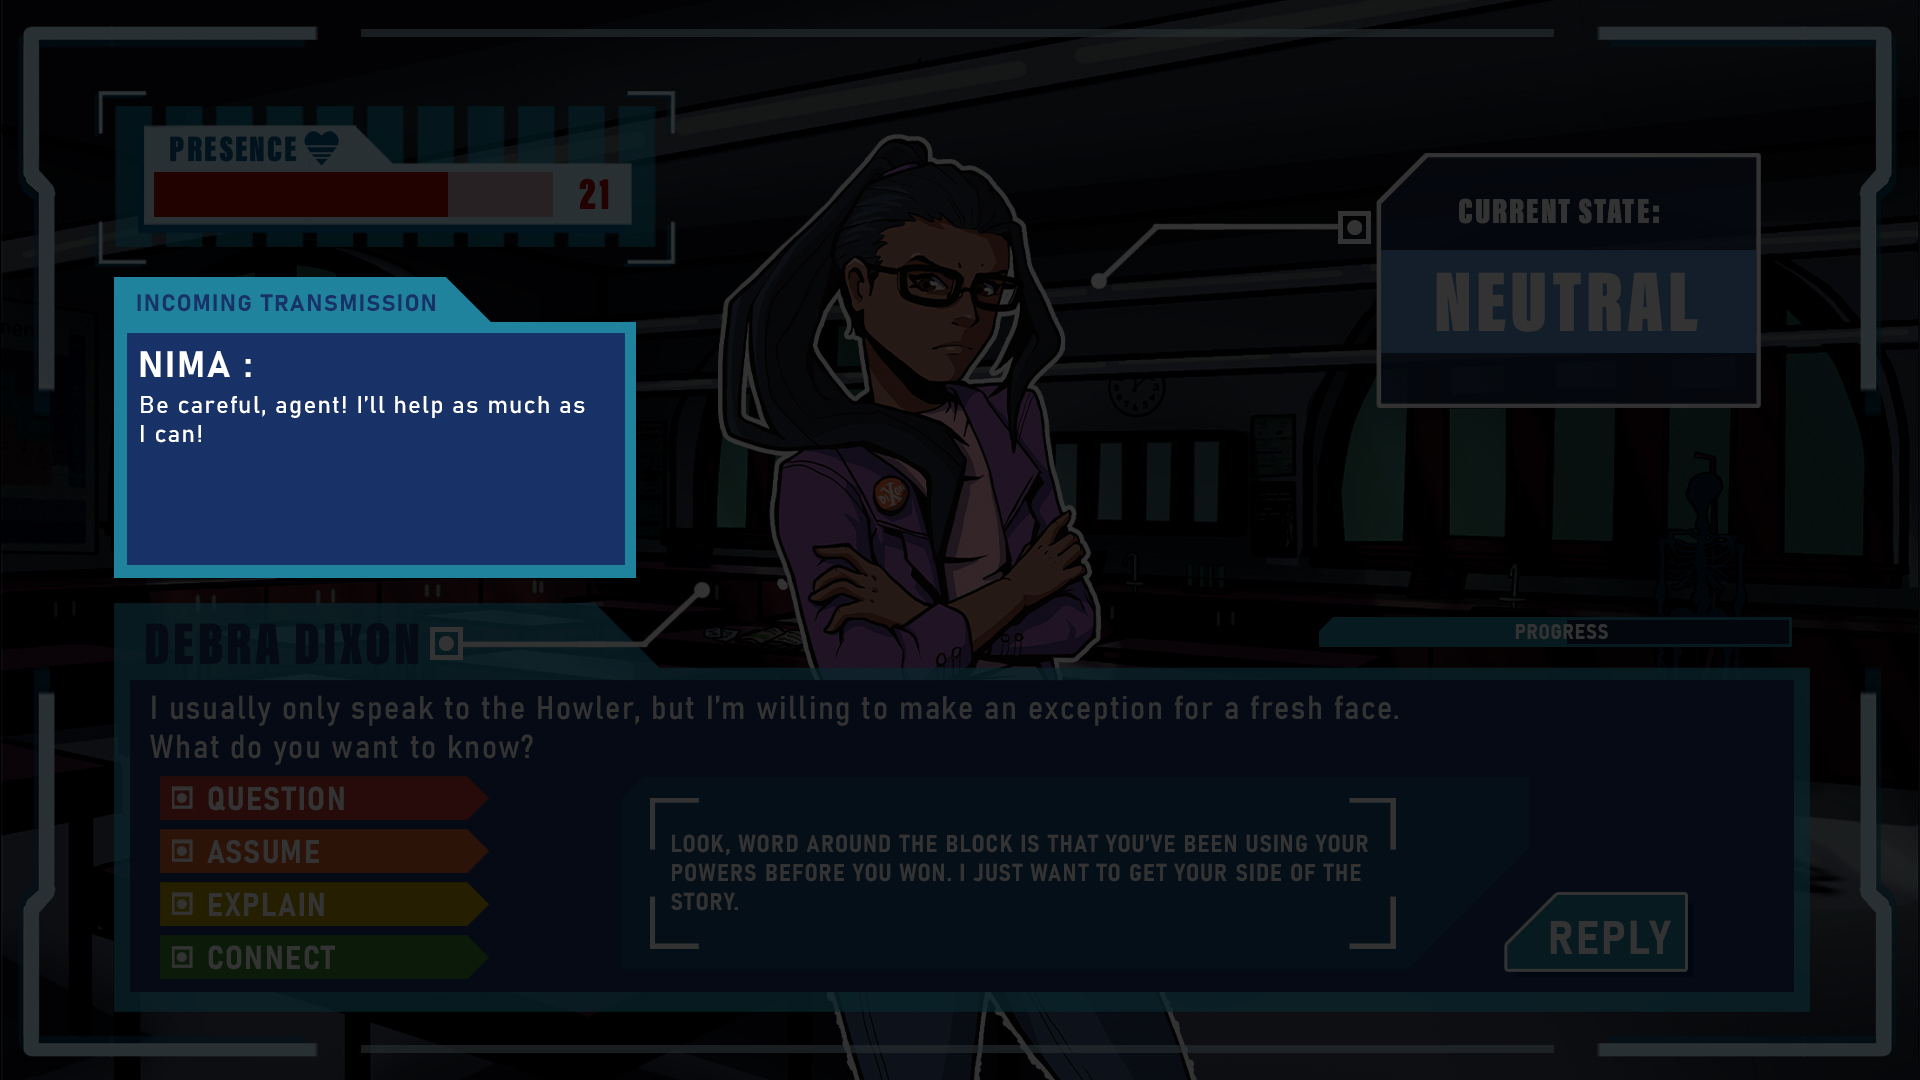 PRESENCE
21
CURRENT STATE:
NEUTRAL
INCOMING TRANSMISSION
NIMA :
Be careful, agent! I'll help as much as
I can!
DIXON
DEBRA DIXON
PROGRESS
I usually only speak to the Howler, but I'm willing to make an exception for a fresh face.
What do you want to know?
QUESTION
ASSUME
EXPLAIN
CONNECT
LOOK, WORD AROUND THE BLOCK IS THAT YOU'VE BEEN USING YOUR
POWERS BEFORE YOU WON. I JUST WANT TO GET YOUR SIDE OF THE
STORY.
REPLY